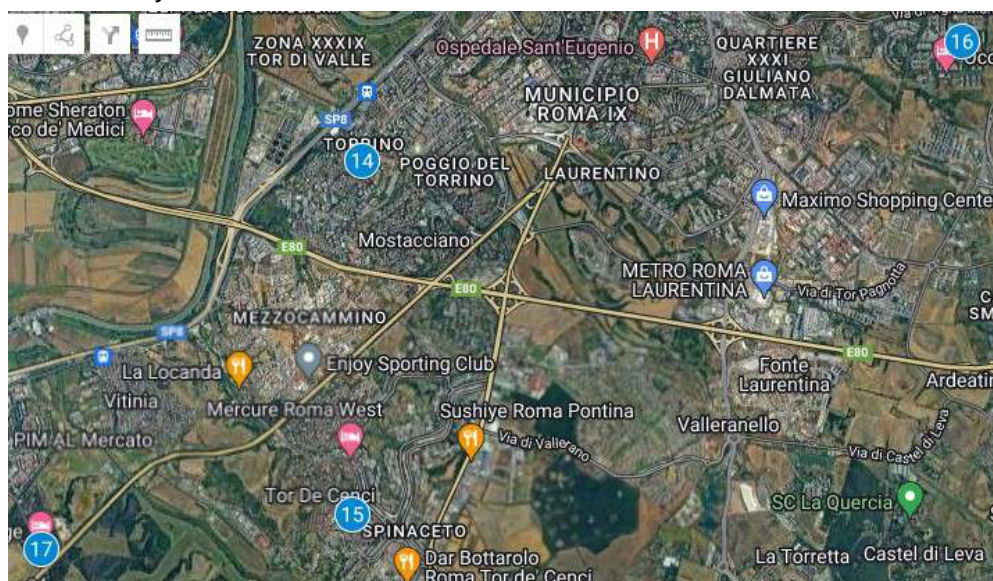 ZONA XXXIX
TOR DI VALLE
Ospedale Sant'Eugenio
H
QUARTIERE
XXXI
GIULIANO
DALMATA
16
MUNICIPIO
ROMA IX
ome Sheraton
rco de' Medici
SP8
TORRINO
14
POGGIO DEL
TORRINO
LAURENTINO
Maximo Shopping Cente
Mostacciano
E80
METRO ROMA
LAURENTINA
Via di Tor Pagnotta
E80
C
SM
MEZZOCAMMINO
SP8
E80
La Locanda
Enjoy Sporting Club
Fonte
Laurentina
Ardeatin
Vitinia
Mercure Roma West
Sushiye Roma Pontina
Valleranello
PIM AL Mercato
Via di Vallerano
Via di Castel di Leva
Tor De Cenci
15
SPINACETO
SC La Quercia
ge
17
Dar Bottarolo
Roma Tor de' Cenci
La Torretta
Castel di Leva